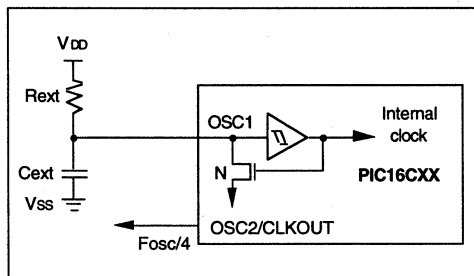 VDD
Rext
OSC1
Internal
clock
Cext
N
PIC16CXX
VSS
OSC2/CLKOUT
Fosc/4